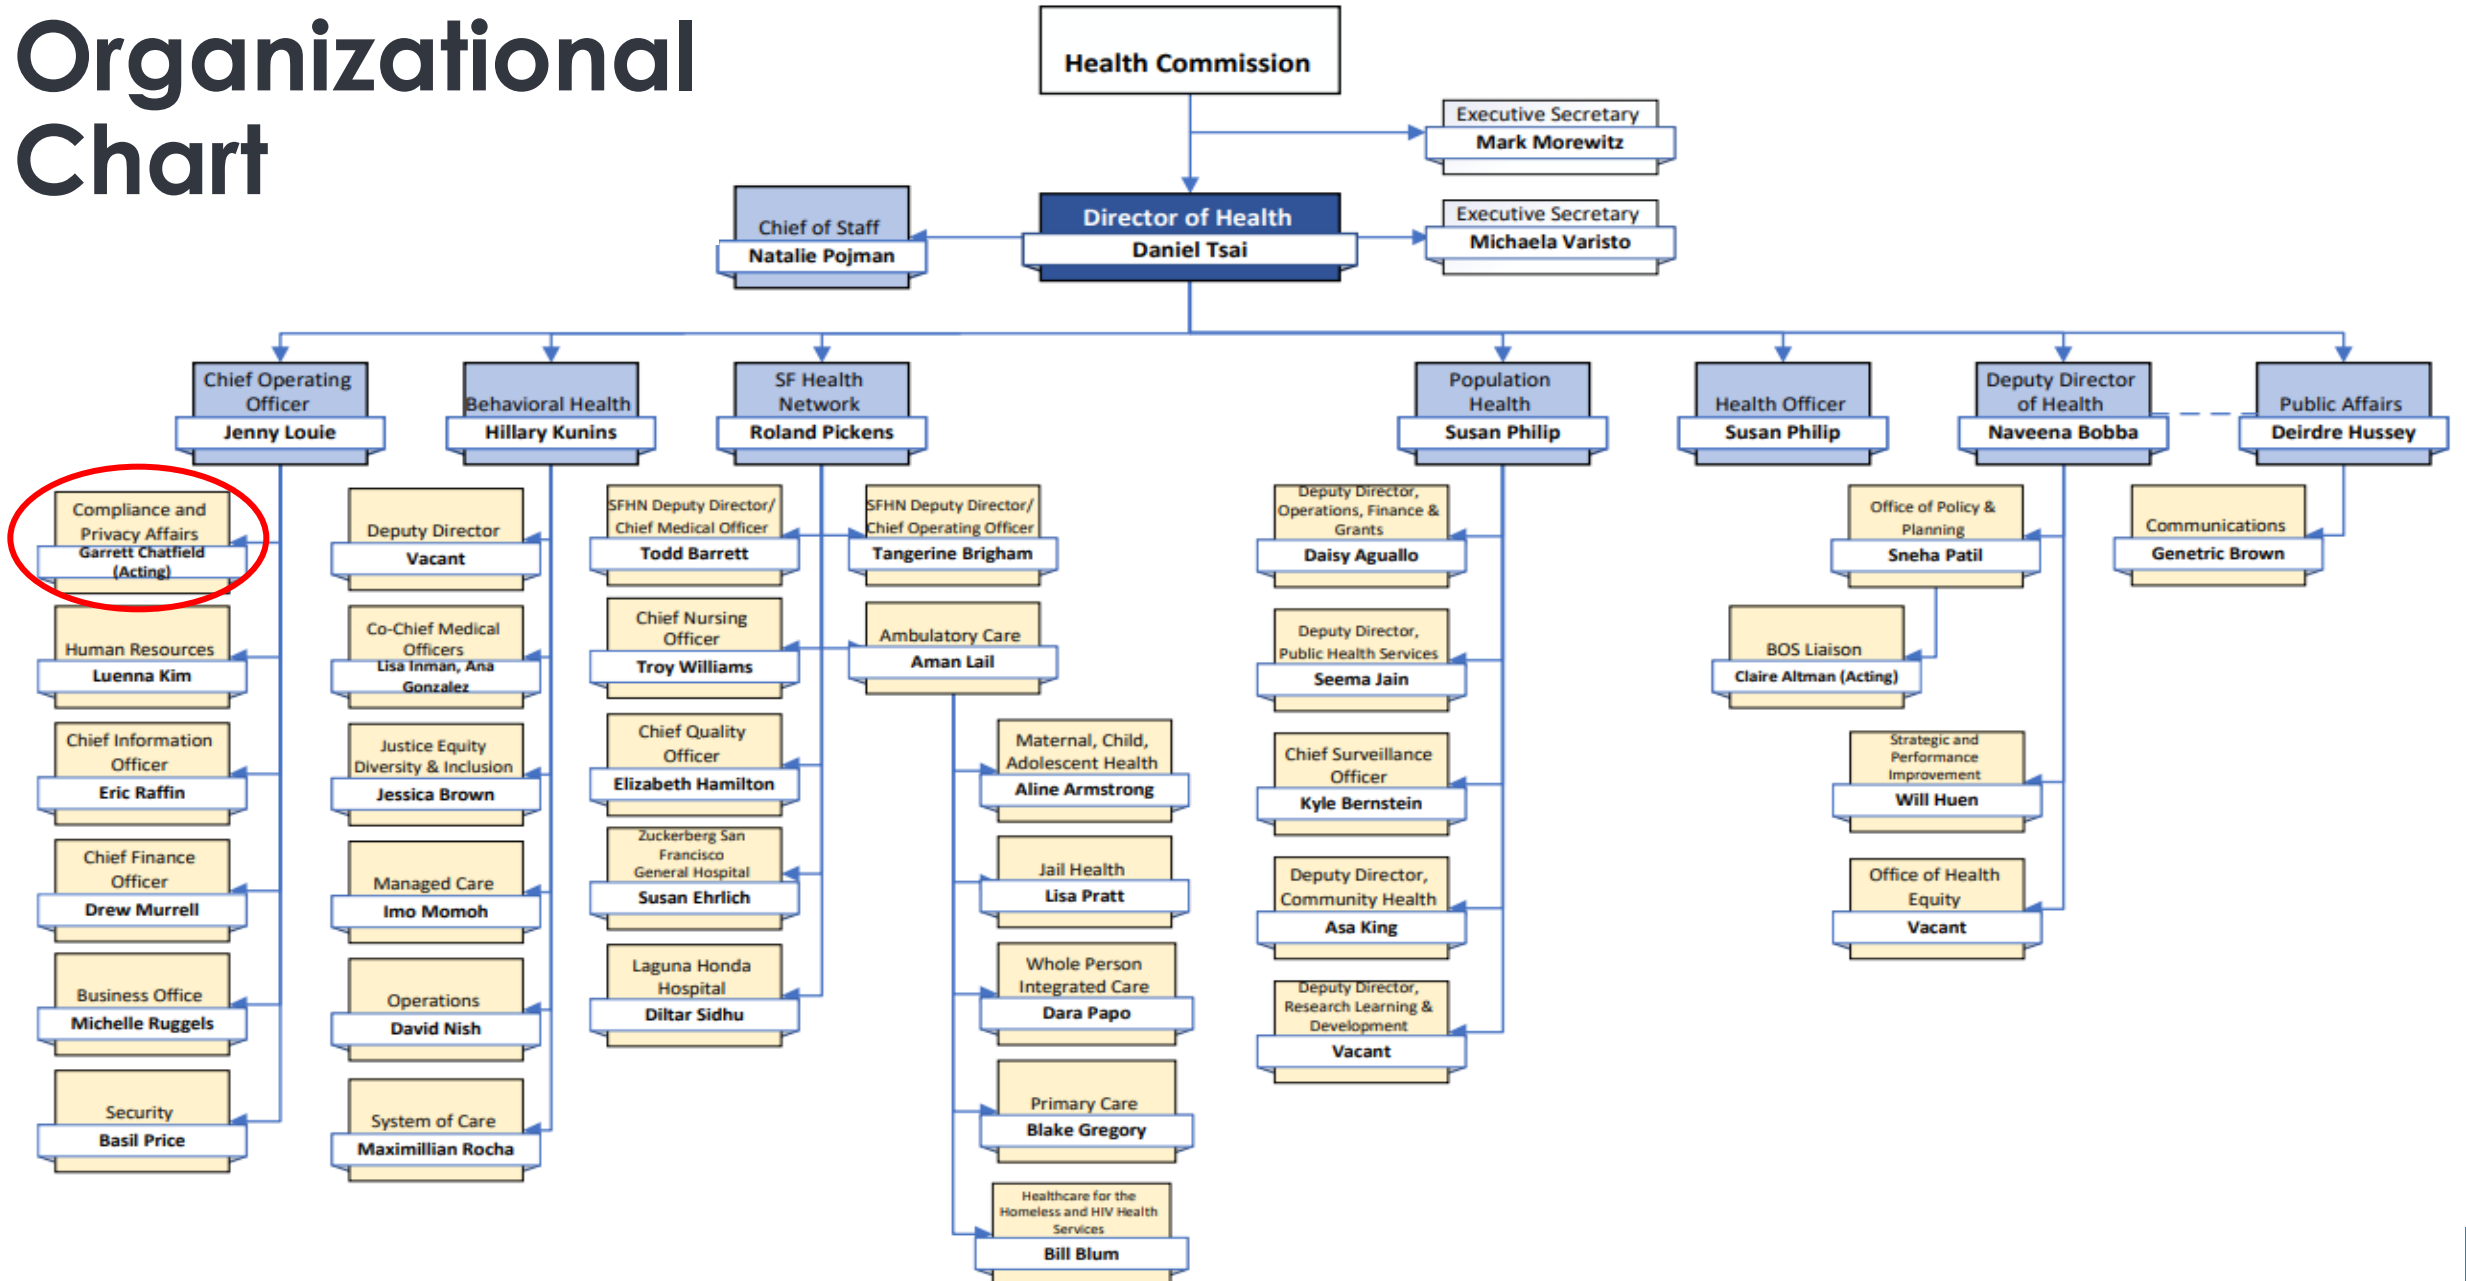 Organizational
Chart
Health Commission
Executive Secretary
Mark Morewitz
Chief of Staff
Natalie Pojman
Director of Health
Daniel Tsai
Executive Secretary
Michaela Varisto
Chief Operating
Officer
Jenny Louie
Behavioral Health
Hillary Kunins
SF Health
Network
Roland Pickens
Population
Health
Susan Philip
Health Officer
Susan Philip
Deputy Director
of Health
Naveena Bobba
Public Affairs
Deirdre Hussey
Compliance and
Privacy Affairs
Garrett Chatfield
(Acting)
Human Resources
Luenna Kim
Chief Information
Officer
Eric Raffin
Chief Finance
Officer
Drew Murrell
Business Office
Michelle Ruggels
Security
Basil Price
Deputy Director
Vacant
Co-Chief Medical
Officers
Lisa Inman, Ana
Gonzalez
Justice Equity
Diversity & Inclusion
Jessica Brown
Managed Care
Imo Momoh
Operations
David Nish
System of Care
Maximillian Rocha
SFHN Deputy Director/
Chief Medical Officer
Todd Barrett
Chief Nursing
Officer
Troy Williams
Chief Quality
Officer
Elizabeth Hamilton
Zuckerberg San
Francisco
General Hospital
Susan Ehrlich
Laguna Honda
Hospital
Diltar Sidhu
SFHN Deputy Director/
Chief Operating Officer
Tangerine Brigham
Ambulatory Care
Aman Lail
Maternal, Child,
Adolescent Health
Aline Armstrong
Jail Health
Lisa Pratt
Whole Person
Integrated Care
Dara Papo
Primary Care
Blake Gregory
Healthcare for the
Homeless and HIV Health
Services
Bill Blum
Deputy Director,
Operations, Finance &
Grants
Daisy Aguallo
Deputy Director,
Public Health Services
Seema Jain
Chief Surveillance
Officer
Kyle Bernstein
Deputy Director,
Community Health
Asa King
Deputy Director,
Research Learning &
Development
Vacant
Office of Policy &
Planning
Sneha Patil
BOS Liaison
Claire Altman (Acting)
Strategic and
Performance
Improvement
Will Huen
Office of Health
Equity
Vacant
Communications
Genetric Brown